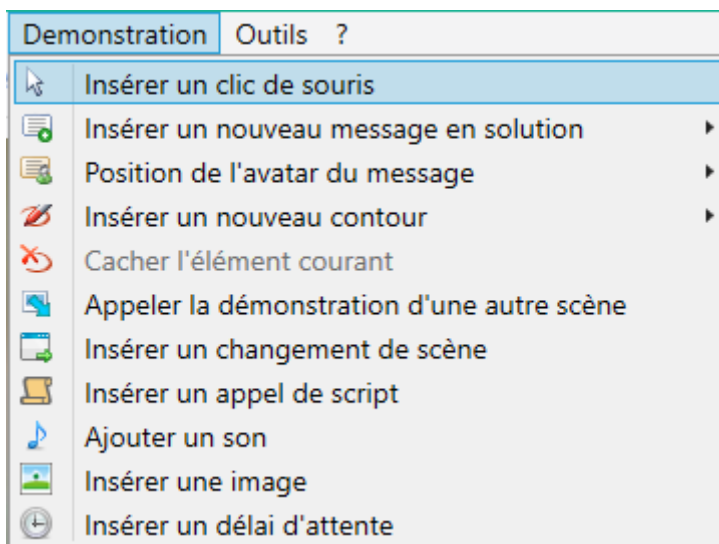 Demonstration Outils ?
Insérer un clic de souris
Insérer un nouveau message en solution
Position de l'avatar du message
Insérer un nouveau contour
Cacher l'élément courant
Appeler la démonstration d'une autre scène
Insérer un changement de scène
Insérer un appel de script
Ajouter un son
Insérer une image
Insérer un délai d'attente